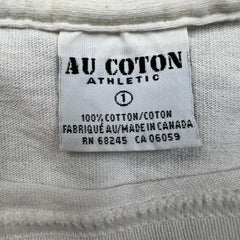 AU COTON
ATHLETIC
1
100% COTTON/COTON
FABRIQUÉ AU/MADE IN CANADA
RN 68245 CA 06059